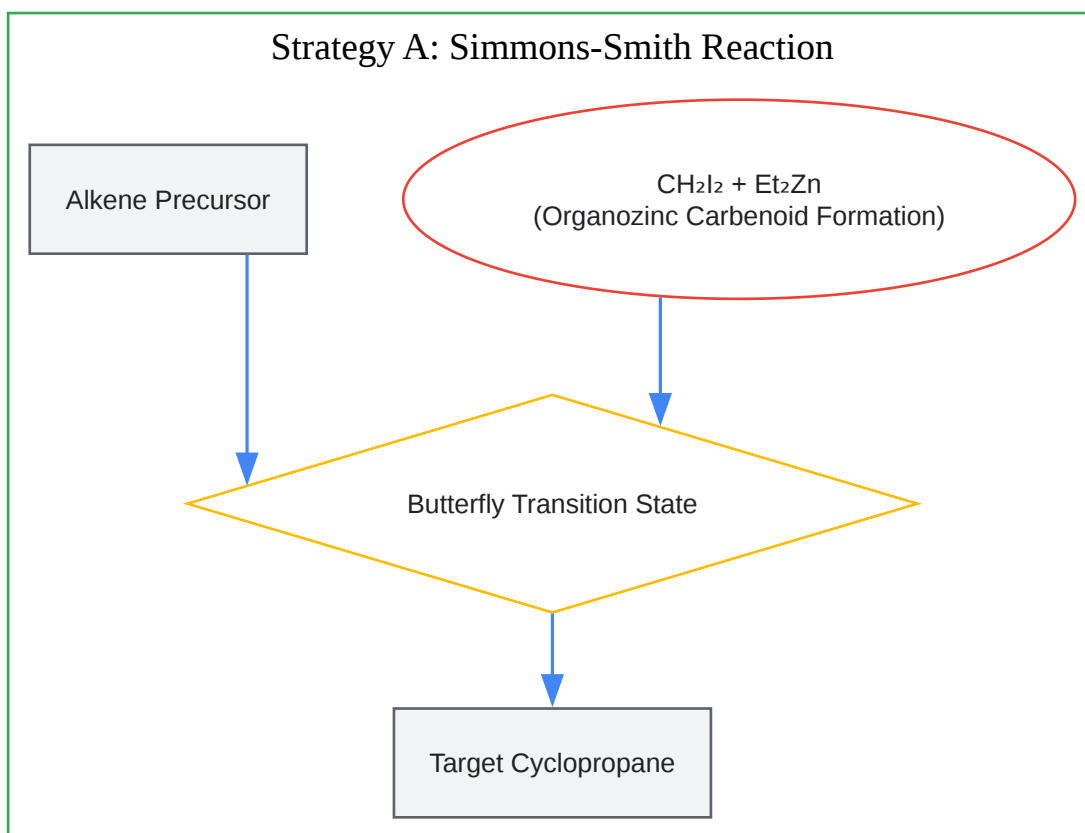 Strategy A: Simmons-Smith Reaction
Alkene Precursor
CH₂I₂ + Et₂Zn
(Organozinc Carbenoid Formation)
Butterfly Transition State
Target Cyclopropane